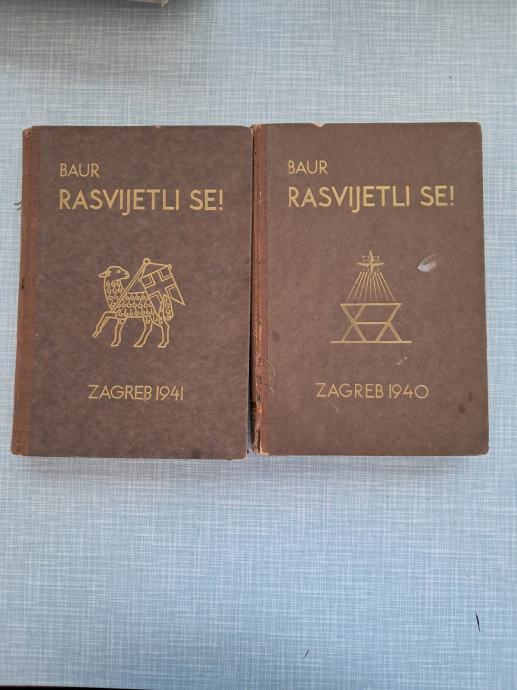 BAUR
RASVIJETLI SE!
ZAGREB 1941
BAUR
RASVIJETLI SE!
ZAGREB 1940